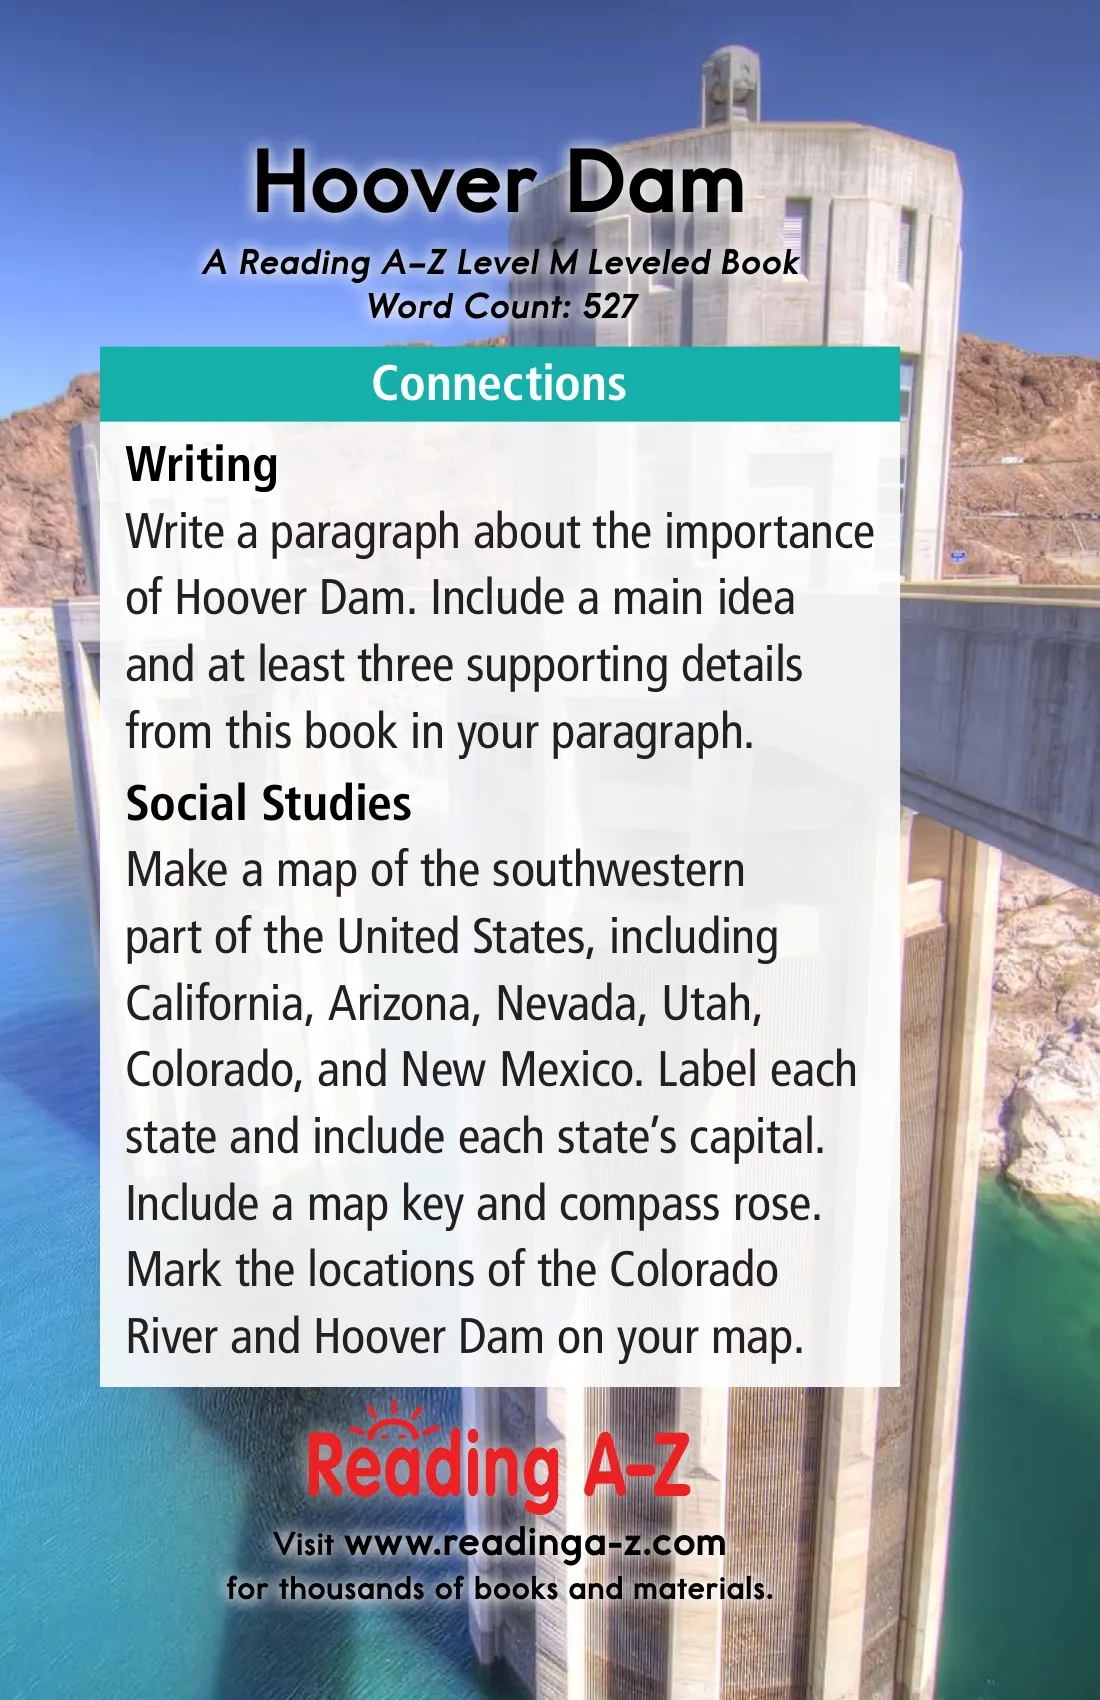 Hoover Dam
A Reading A–Z Level M Leveled Book
Word Count: 527
Connections
Writing
Write a paragraph about the importance
of Hoover Dam. Include a main idea
and at least three supporting details
from this book in your paragraph.
Social Studies
Make a map of the southwestern
part of the United States, including
California, Arizona, Nevada, Utah,
Colorado, and New Mexico. Label each
state and include each state’s capital.
Include a map key and compass rose.
Mark the locations of the Colorado
River and Hoover Dam on your map.
Reading A–Z
Visit www.readinga-z.com
for thousands of books and materials.